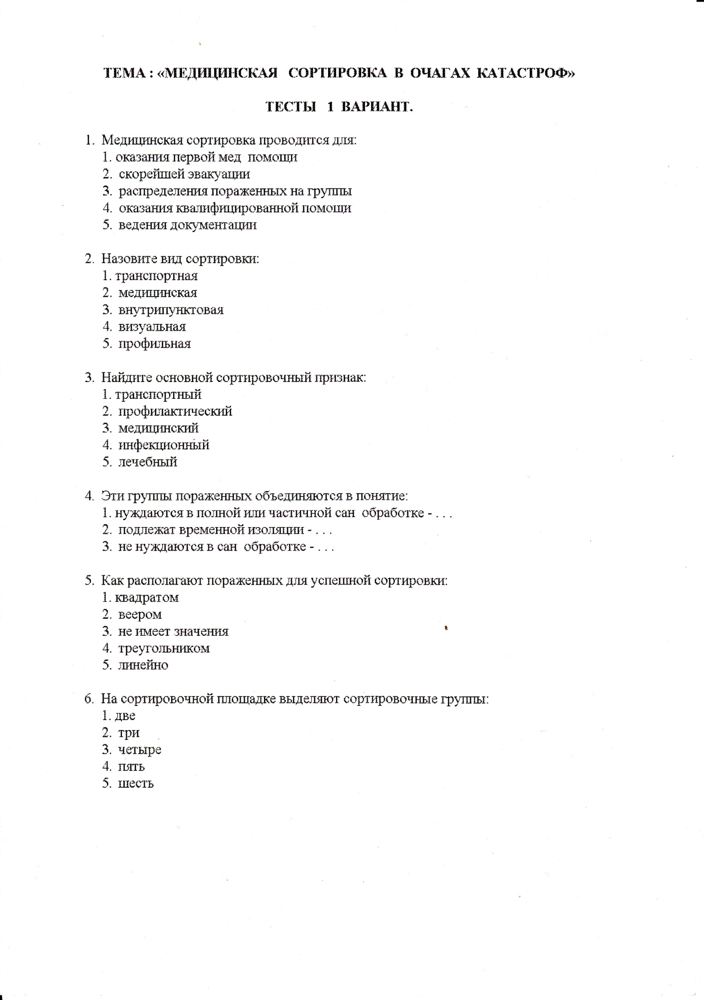 ТЕМА : «МЕДИЦИНСКАЯ СОРТИРОВКА В ОЧАГАХ КАТАСТРОФ»
ТЕСТЫ 1 ВАРИАНТ.
1. Медицинская сортировка проводится для:
1. оказания первой мед помощи
2. скорейшей эвакуации
3. распределения пораженных на группы
4. оказания квалифицированной помощи
5. ведения документации
2. Назовите вид сортировки:
1. транспортная
2. медицинская
3. внутрипунктовая
4. визуальная
5. профильная
3. Найдите основной сортировочный признак:
1. транспортный
2. профилактический
3. медицинский
4. инфекционный
5. лечебный
4. Эти группы пораженных объединяются в понятие:
1. нуждаются в полной или частичной сан обработке - . . .
2. подлежат временной изоляции - . . .
3. не нуждаются в сан обработке - . . .
5. Как располагают пораженных для успешной сортировки:
1. квадратом
2. веером
3. не имеет значения
4. треугольником
5. линейно
6. На сортировочной площадке выделяют сортировочные группы:
1. две
2. три
3. четыре
4. пять
5. шесть